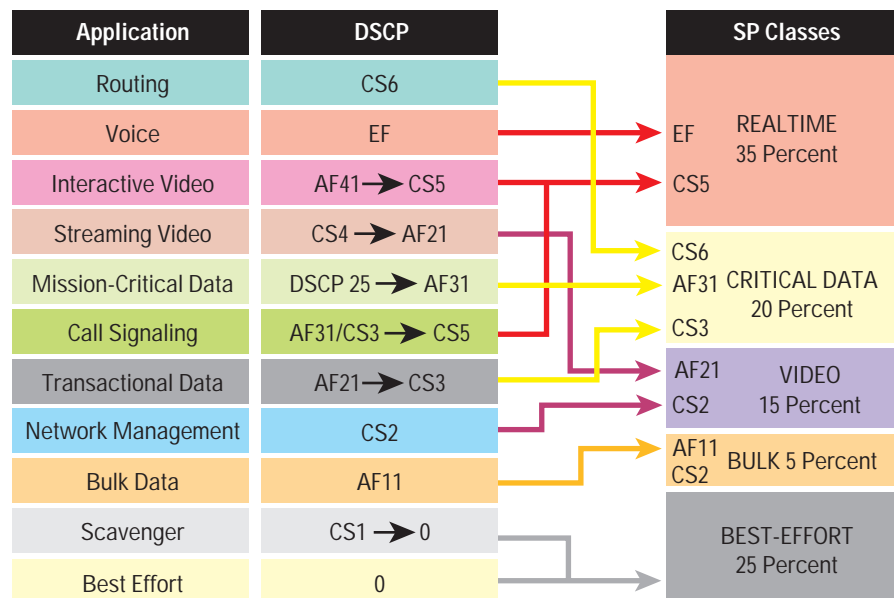 Application DSCP SP Classes
Routing CS6
Voice EF
Interactive Video AF41 → CS5
Streaming Video CS4 → AF21
Mission-Critical Data DSCP 25 → AF31
Call Signaling AF31/CS3 → CS5
Transactional Data AF21 → CS3
Network Management CS2
Bulk Data AF11
Scavenger CS1 → 0
Best Effort 0
EF REALTIME
35 Percent
CS5
CS6
AF31 CRITICAL DATA
20 Percent
CS3
AF21 VIDEO
CS2 15 Percent
AF11
CS2 BULK 5 Percent
BEST-EFFORT
25 Percent